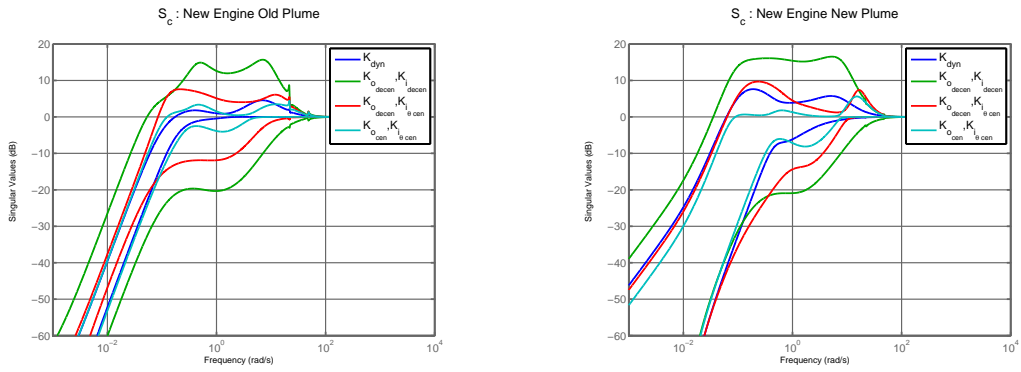 S_c : New Engine Old Plume
Singular Values (dB)
20
10
0
−10
−20
−30
−40
−50
−60
10^−2
10^0
10^2
10^4
Frequency (rad/s)
K_dyn
K_o_decen, K_i_decen
K_o_decen, K_i_θ cen
K_o_cen, K_i_θ cen
S_c : New Engine New Plume
Singular Values (dB)
20
10
0
−10
−20
−30
−40
−50
−60
10^−2
10^0
10^2
10^4
Frequency (rad/s)
K_dyn
K_o_decen, K_i_decen
K_o_decen, K_i_θ cen
K_o_cen, K_i_θ cen